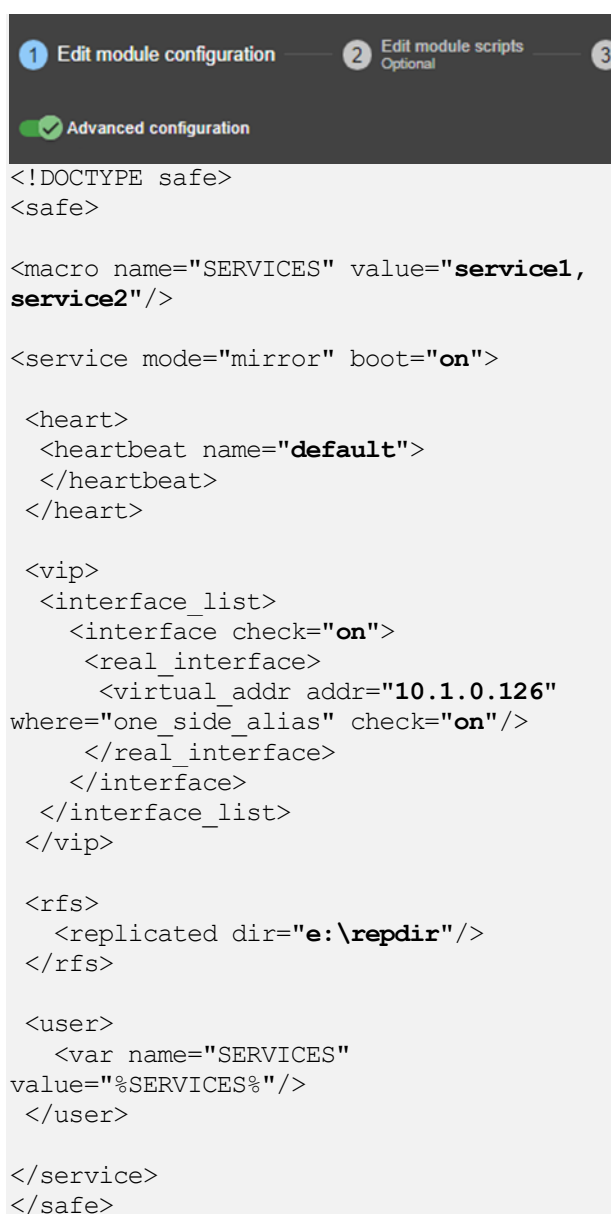 1 Edit module configuration 2 Edit module scripts 3
Optional
Advanced configuration
<!DOCTYPE safe>
<safe>
<macro name="SERVICES" value="service1,
service2"/>
<service mode="mirror" boot="on">
<heart>
<heartbeat name="default">
</heartbeat>
</heart>
<vip>
<interface_list>
<interface check="on">
<real_interface>
<virtual_addr addr="10.1.0.126"
where="one_side_alias" check="on"/>
</real_interface>
</interface>
</interface_list>
</vip>
<rfs>
<replicated dir="e:\repdir"/>
</rfs>
<user>
<var name="SERVICES"
value="%SERVICES%"/>
</user>
</service>
</safe>